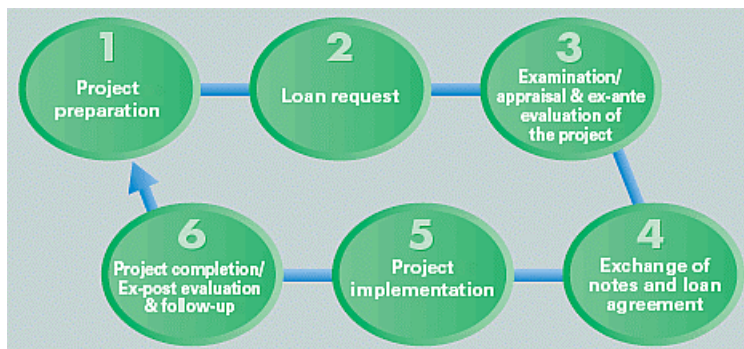 1
Project
preparation
2
Loan request
3
Examination/
appraisal & ex-ante
evaluation of
the project
4
Exchange of
notes and loan
agreement
5
Project
implementation
6
Project completion/
Ex-post evaluation
& follow-up